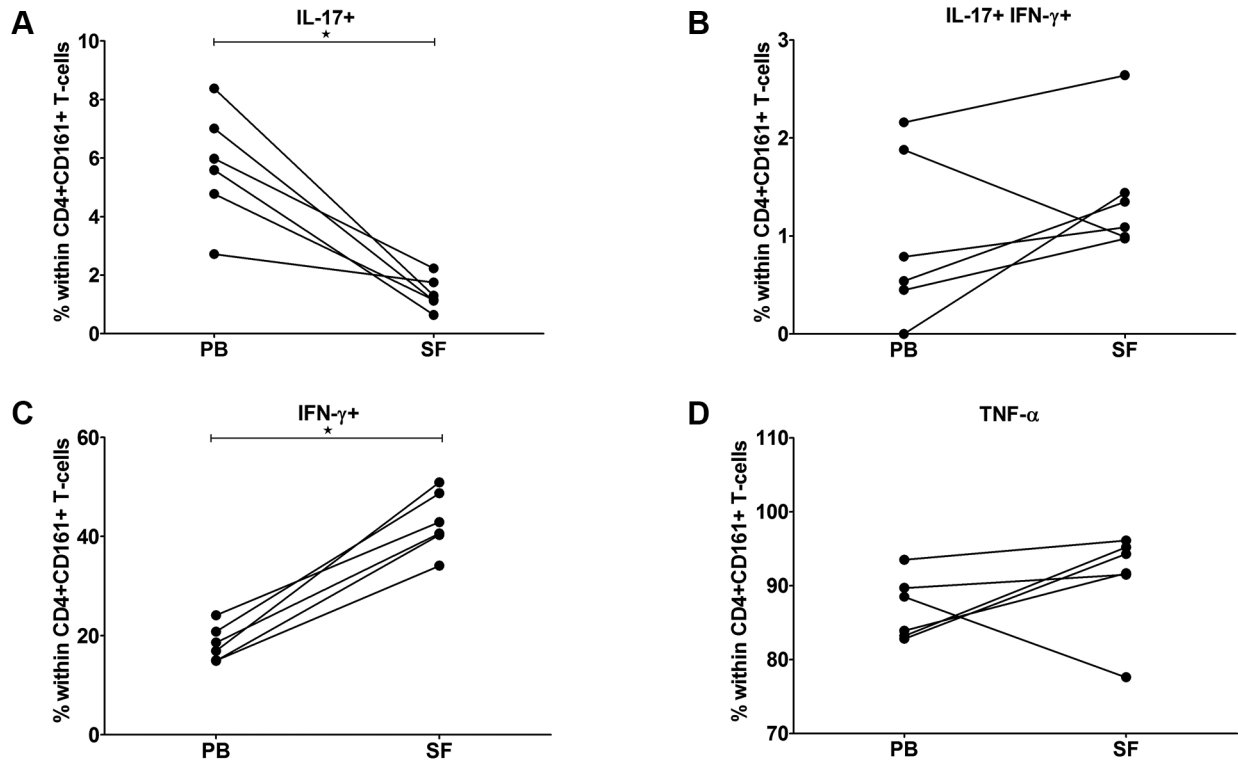 A
IL-17+
★
% within CD4+CD161+ T-cells
10
8
6
4
2
0
PB
SF
B
IL-17+ IFN-γ+
% within CD4+CD161+ T-cells
3
2
1
0
PB
SF
C
IFN-γ+
★
% within CD4+CD161+ T-cells
60
40
20
0
PB
SF
D
TNF-α
% within CD4+CD161+ T-cells
110
100
90
80
70
PB
SF